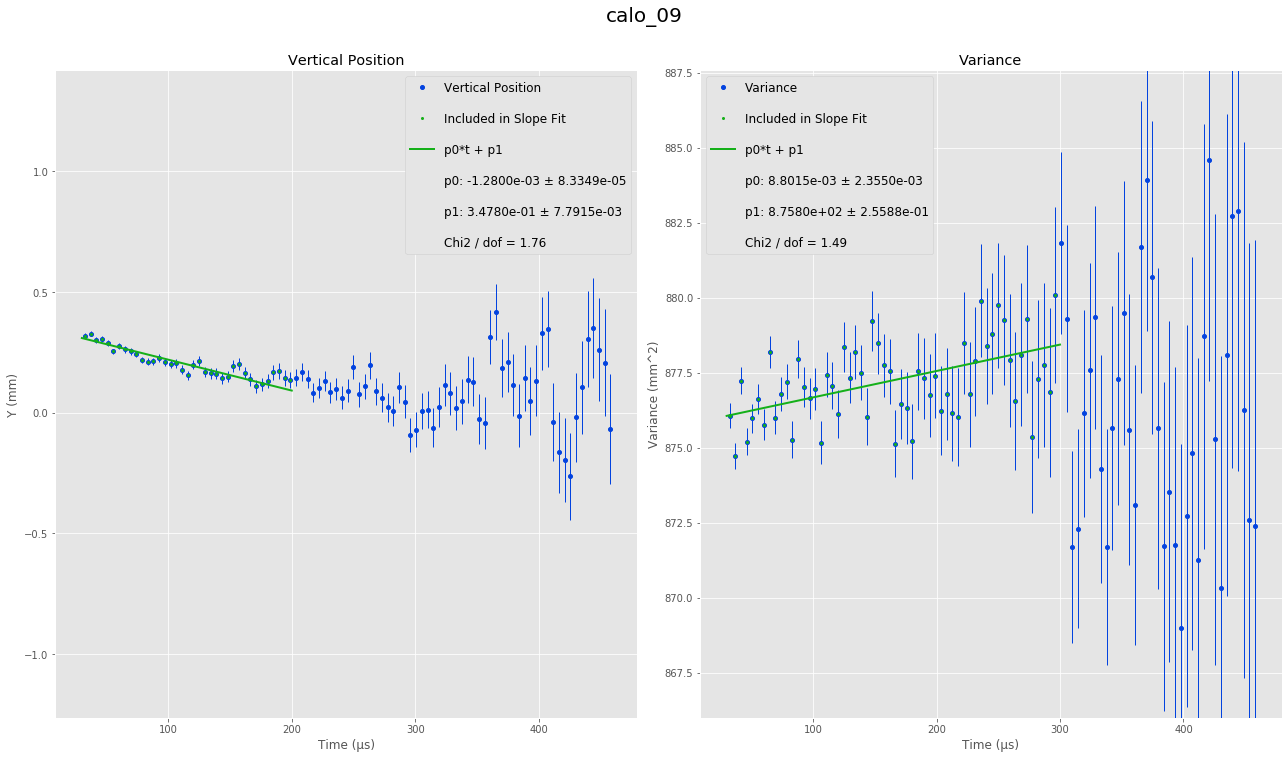 calo_09
Vertical Position
1.0
0.5
0.0
−0.5
−1.0
Y (mm)
100
200
300
400
Time (µs)
Vertical Position
Included in Slope Fit
p0*t + p1
p0: -1.2800e-03 ± 8.3349e-05
p1: 3.4780e-01 ± 7.7915e-03
Chi2 / dof = 1.76
Variance
887.5
885.0
882.5
880.0
877.5
875.0
872.5
870.0
867.5
Variance (mm^2)
100
200
300
400
Time (µs)
Variance
Included in Slope Fit
p0*t + p1
p0: 8.8015e-03 ± 2.3550e-03
p1: 8.7580e+02 ± 2.5588e-01
Chi2 / dof = 1.49